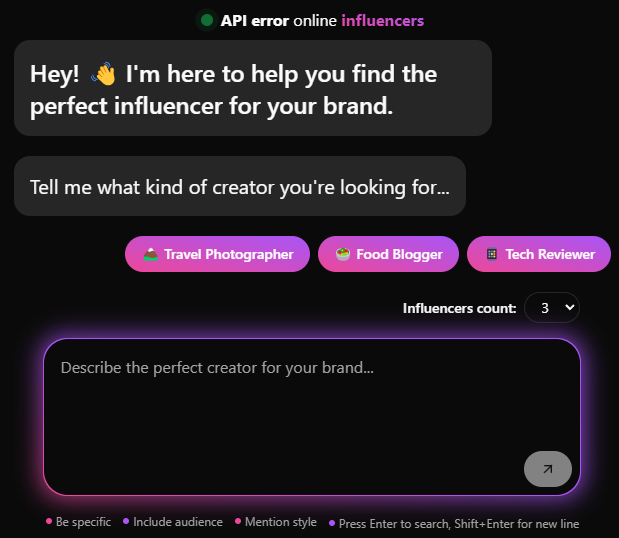 API error online influencers
Hey! 👋 I'm here to help you find the
perfect influencer for your brand.
Tell me what kind of creator you're looking for...
Travel Photographer
Food Blogger
Tech Reviewer
Influencers count: 3
Describe the perfect creator for your brand...
Be specific
Include audience
Mention style
Press Enter to search, Shift+Enter for new line